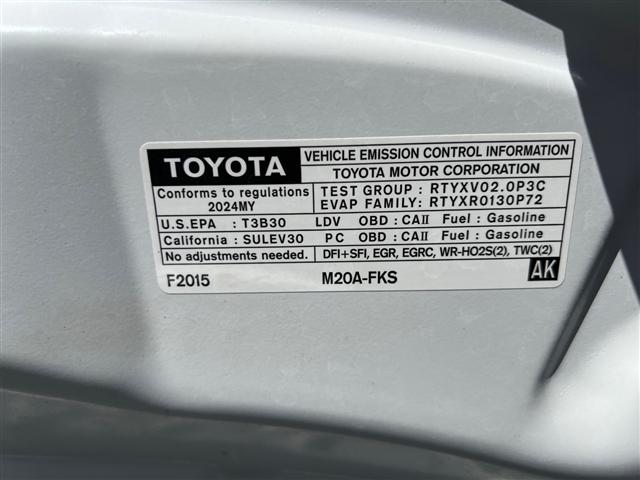 TOYOTA
VEHICLE EMISSION CONTROL INFORMATION
TOYOTA MOTOR CORPORATION
Conforms to regulations
2024MY
TEST GROUP : RTYXV02.0P3C
EVAP FAMILY: RTYXR0130P72
U.S.EPA : T3B30 LDV OBD : CAII Fuel : Gasoline
California : SULEV30 PC OBD : CAII Fuel : Gasoline
No adjustments needed. DFI+SFI, EGR, EGRC, WR-HO2S(2), TWC(2)
F2015 M20A-FKS AK